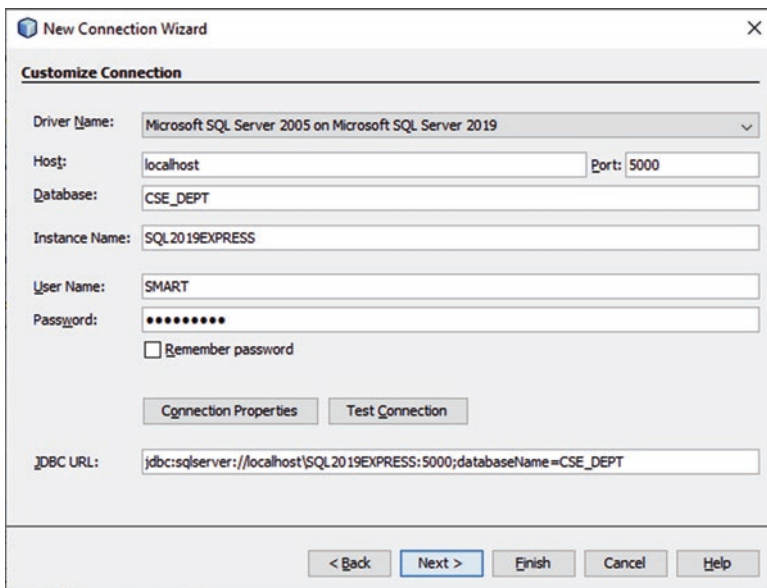 New Connection Wizard
Customize Connection
Driver Name: Microsoft SQL Server 2005 on Microsoft SQL Server 2019
Host: localhost Port: 5000
Database: CSE_DEPT
Instance Name: SQL2019EXPRESS
User Name: SMART
Password: •••••••••
Remember password
Connection Properties Test Connection
JDBC URL: jdbc:sqlserver://localhost\SQL2019EXPRESS:5000;databaseName=CSE_DEPT
< Back Next > Finish Cancel Help